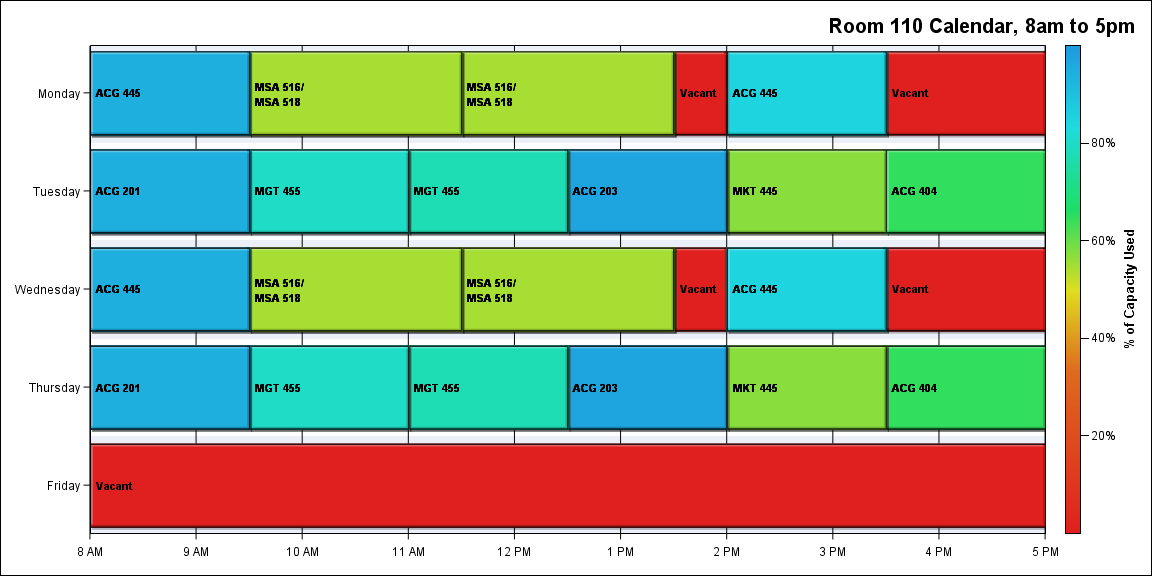 Room 110 Calendar, 8am to 5pm
Monday
ACG 445
MSA 516/
MSA 518
MSA 516/
MSA 518
Vacant
ACG 445
Vacant
Tuesday
ACG 201
MGT 455
MGT 455
ACG 203
MKT 445
ACG 404
Wednesday
ACG 445
MSA 516/
MSA 518
MSA 516/
MSA 518
Vacant
ACG 445
Vacant
Thursday
ACG 201
MGT 455
MGT 455
ACG 203
MKT 445
ACG 404
Friday
Vacant
8 AM
9 AM
10 AM
11 AM
12 PM
1 PM
2 PM
3 PM
4 PM
5 PM
80%
60%
40%
20%
% of Capacity Used